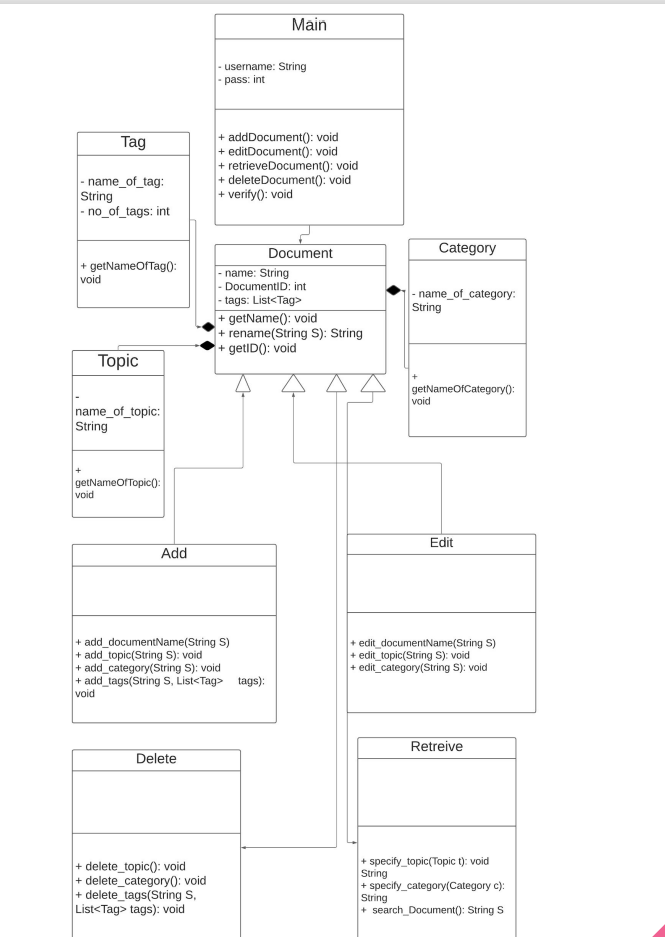 Main
- username: String
- pass: int
+ addDocument(): void
+ editDocument(): void
+ retrieveDocument(): void
+ deleteDocument(): void
+ verify(): void
Tag
- name_of_tag:
String
- no_of_tags: int
+ getNameOfTag():
void
Document
- name: String
- DocumentID: int
- tags: List<Tag>
+ getName(): void
+ rename(String S): String
+ getID(): void
Category
- name_of_category:
String
+
getNameOfCategory():
void
Topic
-
name_of_topic:
String
+
getNameOfTopic():
void
Add
+ add_documentName(String S)
+ add_topic(String S): void
+ add_category(String S): void
+ add_tags(String S, List<Tag> tags):
void
Edit
+ edit_documentName(String S)
+ edit_topic(String S): void
+ edit_category(String S): void
Delete
+ delete_topic(): void
+ delete_category(): void
+ delete_tags(String S,
List<Tag> tags): void
Retreive
+ specify_topic(Topic t): void
String
+ specify_category(Category c):
String
+ search_Document(): String S